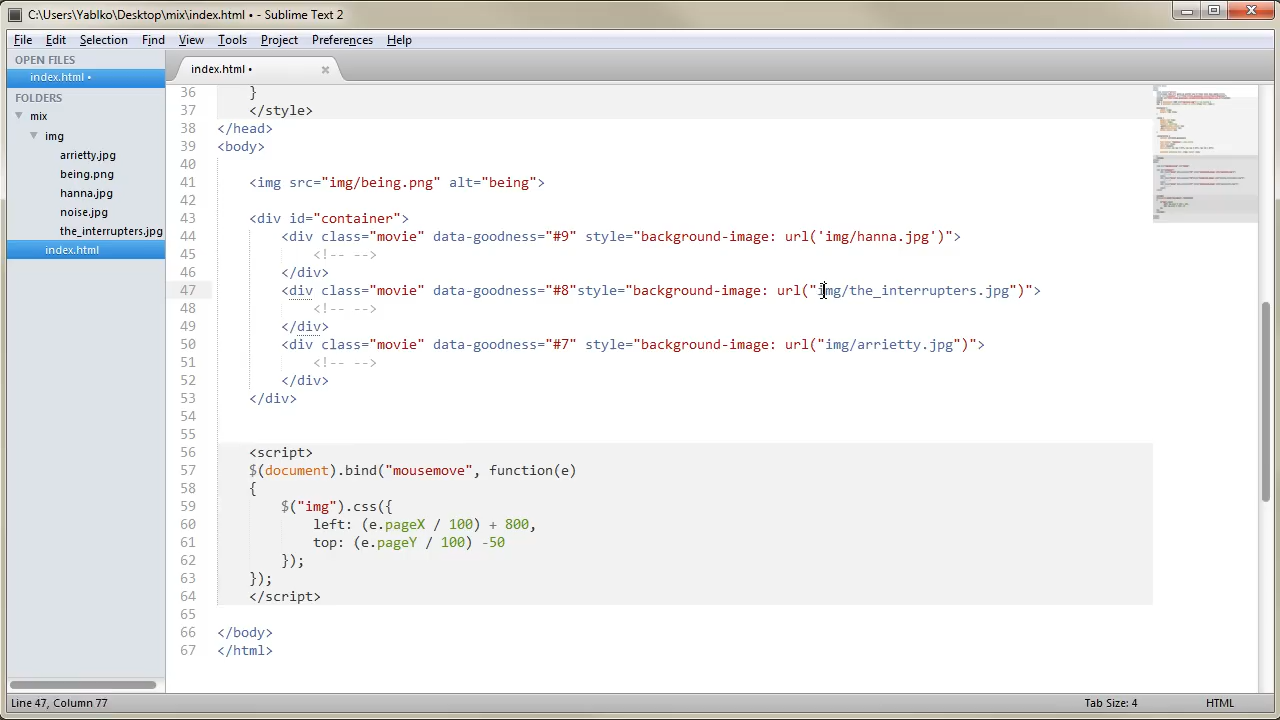 C:\Users\Yablko\Desktop\mix\index.html • - Sublime Text 2
File Edit Selection Find View Tools Project Preferences Help
OPEN FILES
index.html •
FOLDERS
mix
img
arrietty.jpg
being.png
hanna.jpg
noise.jpg
the_interrupters.jpg
index.html
index.html •
36 }
37 </style>
38 </head>
39 <body>
40
41 <img src="img/being.png" id="being">
42
43 <div id="container">
44 <div class="movie" data-goodness="#9" style="background-image: url('img/hanna.jpg')">
45 <!-- -->
46 </div>
47 <div class="movie" data-goodness="#8"style="background-image: url("img/the_interrupters.jpg")">
48 <!-- -->
49 </div>
50 <div class="movie" data-goodness="#7" style="background-image: url("img/arrietty.jpg")">
51 <!-- -->
52 </div>
53 </div>
54
55
56 <script>
57 $(document).bind("mousemove", function(e)
58 {
59 $("img").css({
60 left: (e.pageX / 100) + 800,
61 top: (e.pageY / 100) -50
62 });
63 });
64 </script>
65
66 </body>
67 </html>
Line 47, Column 77
Tab Size: 4
HTML